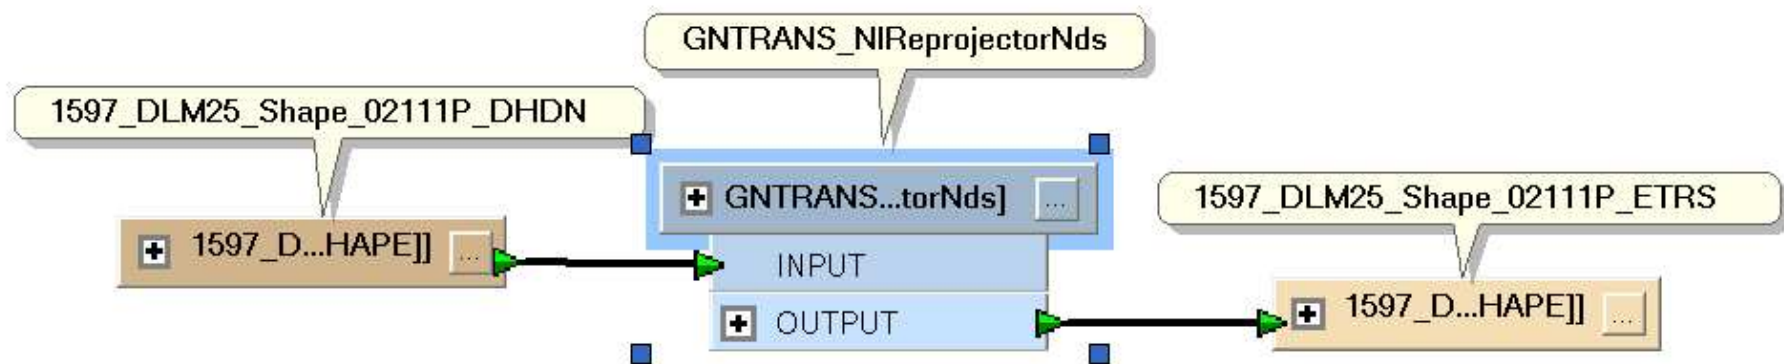 GNTRANS_NIReprojectorNds
1597_DLM25_Shape_02111P_DHDN
GNTRANS...torNds] ...
1597_DLM25_Shape_02111P_ETRS
1597_D...HAPE]] ...
INPUT
1597_D...HAPE]] ...
OUTPUT